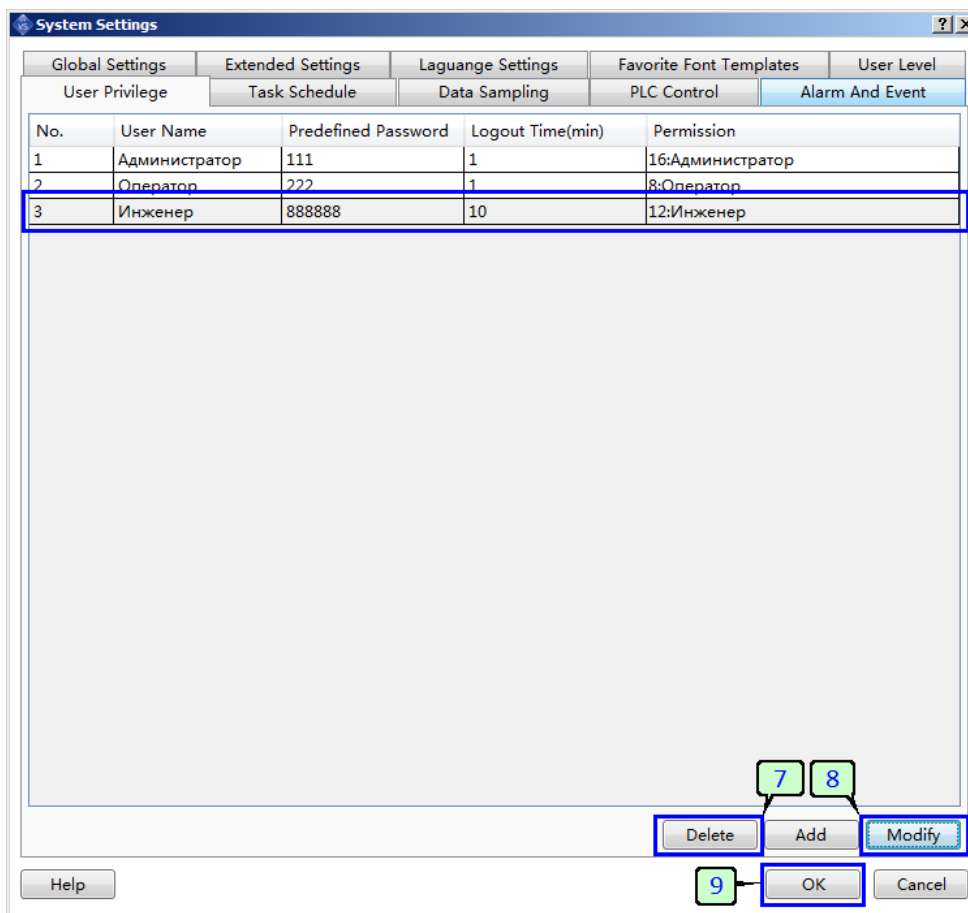 System Settings
Global Settings Extended Settings Laguange Settings Favorite Font Templates User Level
User Privilege Task Schedule Data Sampling PLC Control Alarm And Event
No. User Name Predefined Password Logout Time(min) Permission
1 Администратор 111 1 16:Администратор
2 Оператор 222 1 8:Оператор
3 Инженер 888888 10 12:Инженер
7 8
Delete Add Modify
Help 9 OK Cancel